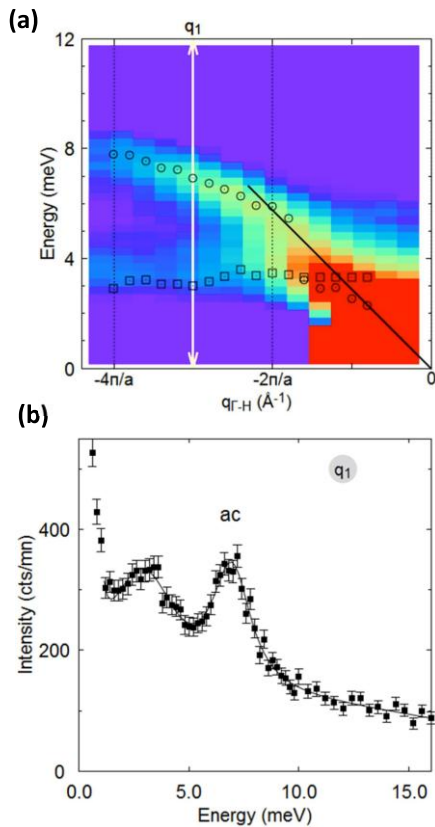 (a)
q₁
12
8
4
0
Energy (meV)
-4π/a
-2π/a
0
qΓ-H (Å⁻¹)
(b)
q₁
ac
400
200
0.0
Intensity (cts/mn)
0.0
5.0
10.0
15.0
Energy (meV)